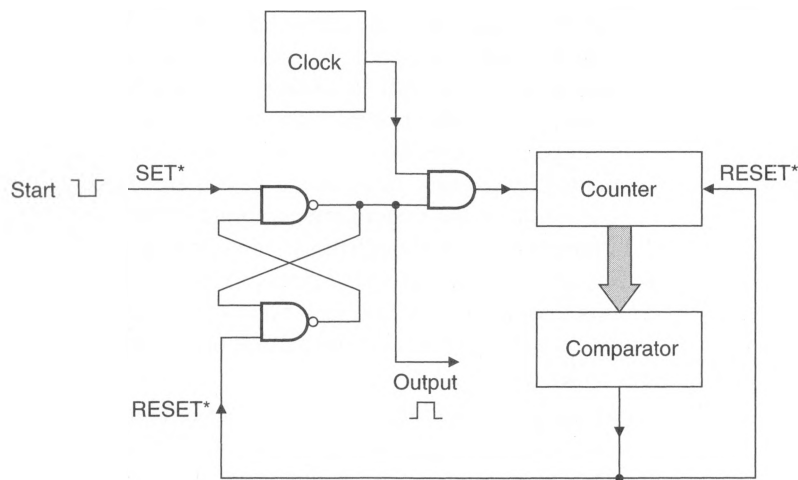 Clock
SET*
Start
Counter
RESET*
Comparator
Output
RESET*